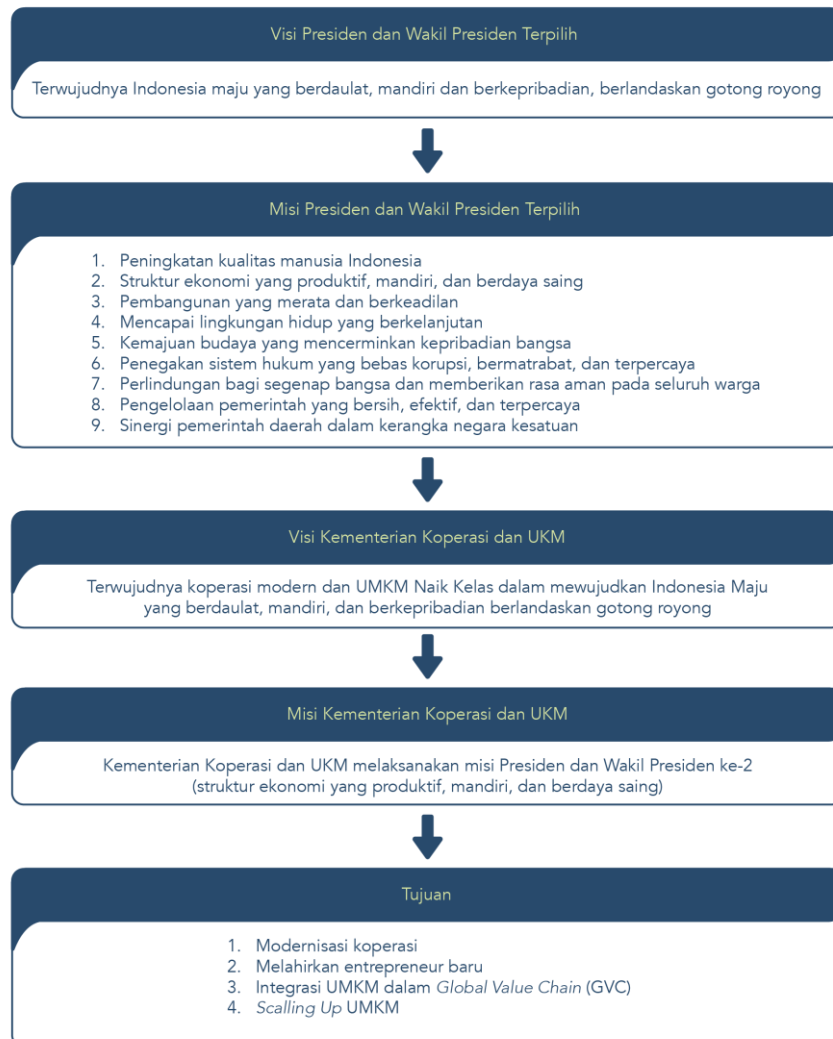 Visi Presiden dan Wakil Presiden Terpilih
Terwujudnya Indonesia maju yang berdaulat, mandiri dan berkepribadian, berlandaskan gotong royong
Misi Presiden dan Wakil Presiden Terpilih
1. Peningkatan kualitas manusia Indonesia
2. Struktur ekonomi yang produktif, mandiri, dan berdaya saing
3. Pembangunan yang merata dan berkeadilan
4. Mencapai lingkungan hidup yang berkelanjutan
5. Kemajuan budaya yang mencerminkan kepribadian bangsa
6. Penegakan sistem hukum yang bebas korupsi, bermatrabat, dan terpercaya
7. Perlindungan bagi segenap bangsa dan memberikan rasa aman pada seluruh warga
8. Pengelolaan pemerintah yang bersih, efektif, dan terpercaya
9. Sinergi pemerintah daerah dalam kerangka negara kesatuan
Visi Kementerian Koperasi dan UKM
Terwujudnya koperasi modern dan UMKM Naik Kelas dalam mewujudkan Indonesia Maju
yang berdaulat, mandiri, dan berkepribadian berlandaskan gotong royong
Misi Kementerian Koperasi dan UKM
Kementerian Koperasi dan UKM melaksanakan misi Presiden dan Wakil Presiden ke-2
(struktur ekonomi yang produktif, mandiri, dan berdaya saing)
Tujuan
1. Modernisasi koperasi
2. Melahirkan entrepreneur baru
3. Integrasi UMKM dalam Global Value Chain (GVC)
4. Scalling Up UMKM